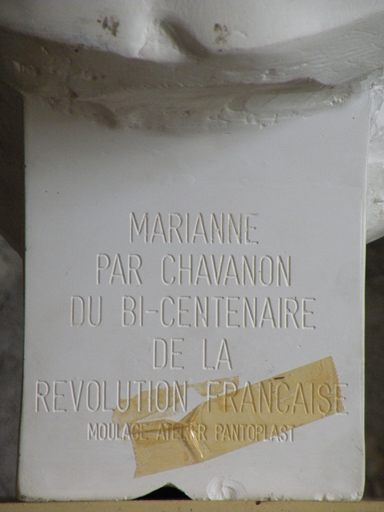 MARIANNE
PAR CHAVANON
DU BI-CENTENAIRE
DE LA
REVOLUTION FRANCAISE
MOULAGE ATELIER PANTOPLAST